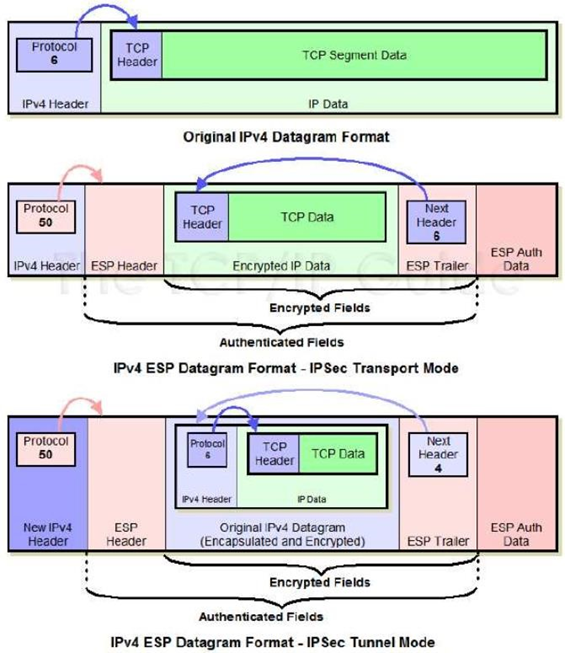 Protocol
6
TCP
Header
TCP Segment Data
IPv4 Header
IP Data
Original IPv4 Datagram Format
Protocol
50
TCP
Header
TCP Data
Next
Header
6
IPv4 Header
ESP Header
Encrypted IP Data
ESP Trailer
ESP Auth
Data
The TCP/IP Guide
Encrypted Fields
Authenticated Fields
IPv4 ESP Datagram Format - IPSec Transport Mode
Protocol
50
Protocol
6
TCP
Header
TCP Data
Next
Header
4
IPv4 Header
IP Data
New IPv4
Header
ESP
Header
Original IPv4 Datagram
(Encapsulated and Encrypted)
ESP Trailer
ESP Auth
Data
Encrypted Fields
Authenticated Fields
IPv4 ESP Datagram Format - IPSec Tunnel Mode